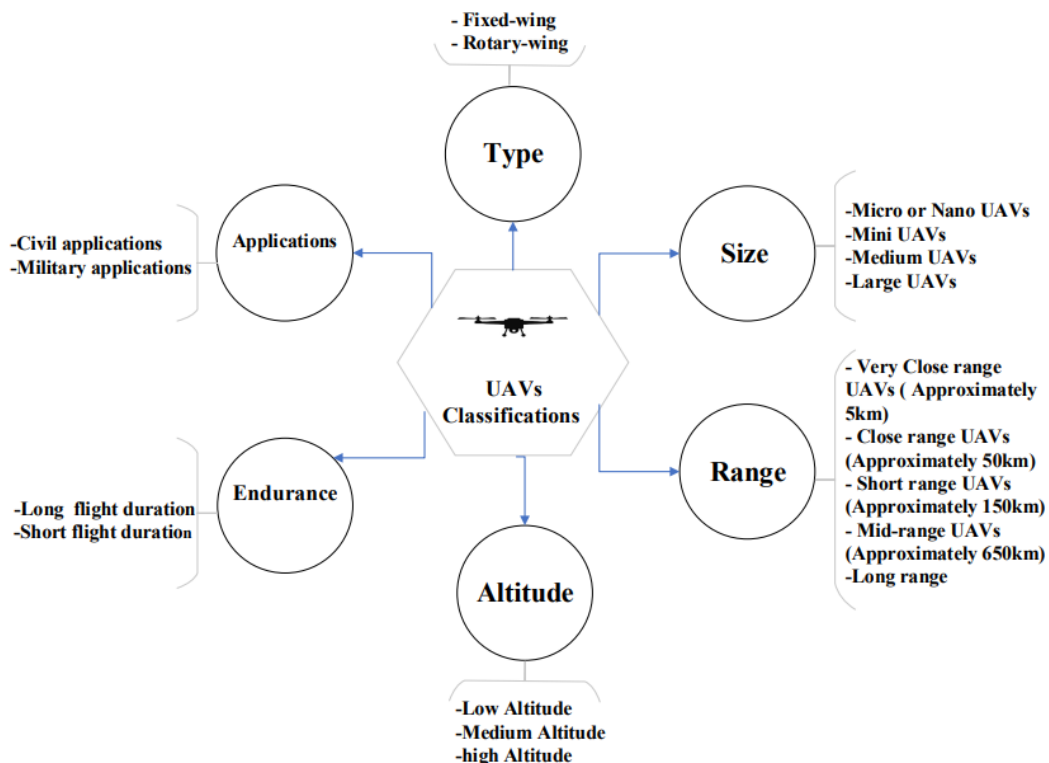 - Fixed-wing
- Rotary-wing
Type
Applications
-Civil applications
-Military applications
Size
-Micro or Nano UAVs
-Mini UAVs
-Medium UAVs
-Large UAVs
UAVs
Classifications
Range
- Very Close range
UAVs ( Approximately
5km)
- Close range UAVs
(Approximately 50km)
- Short range UAVs
(Approximately 150km)
- Mid-range UAVs
(Approximately 650km)
-Long range
Endurance
-Long flight duration
-Short flight duration
Altitude
-Low Altitude
-Medium Altitude
-high Altitude